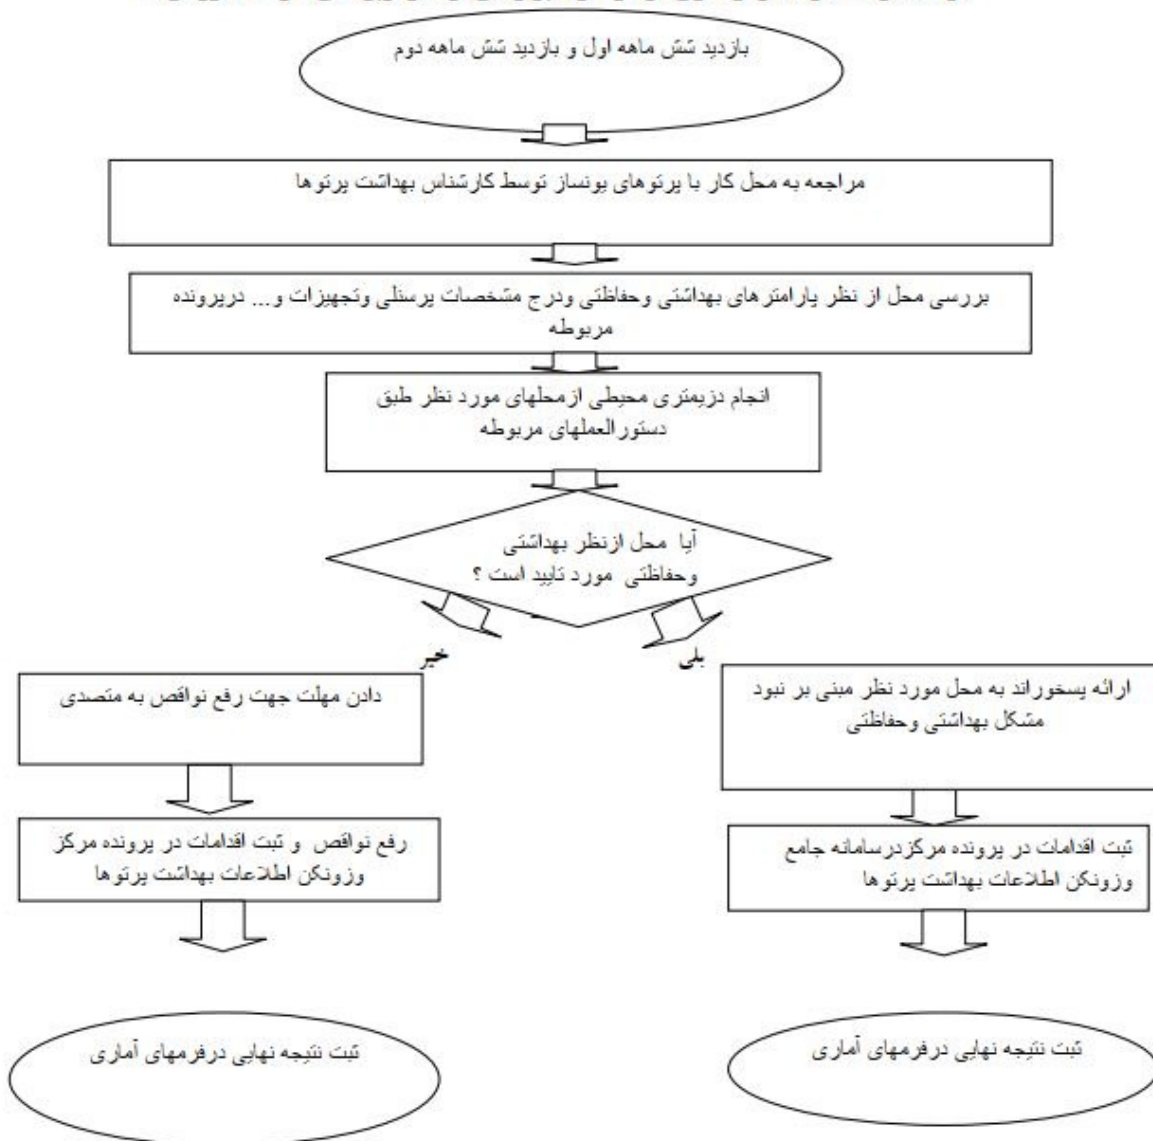 بازدید شش ماهه اول و بازدید شش ماهه دوم
مراجعه به محل کار با پرتوهای یونساز توسط کارشناس بهداشت پرتوها
بررسی محل از نظر پارامترهای بهداشتی وحفاظتی ودرج مشخصات پرسنلی وتجهیزات و... درپرونده
مربوطه
انجام دزیمتری محیطی ازمحلهای مورد نظر طبق
دستورالعملهای مربوطه
آیا محل ازنظر بهداشتی
وحفاظتی مورد تایید است ؟
بلی
خیر
ارائه پسخوراند به محل مورد نظر مبنی بر نبود
مشکل بهداشتی وحفاظتی
دادن مهلت جهت رفع نواقص به متصدی
ثبت اقدامات در پرونده مرکزدرسامانه جامع
وزونکن اطلاعات بهداشت پرتوها
رفع نواقص و ثبت اقدامات در پرونده مرکز
وزونکن اطلاعات بهداشت پرتوها
ثبت نتیجه نهایی درفرمهای آماری
ثبت نتیجه نهایی درفرمهای آماری